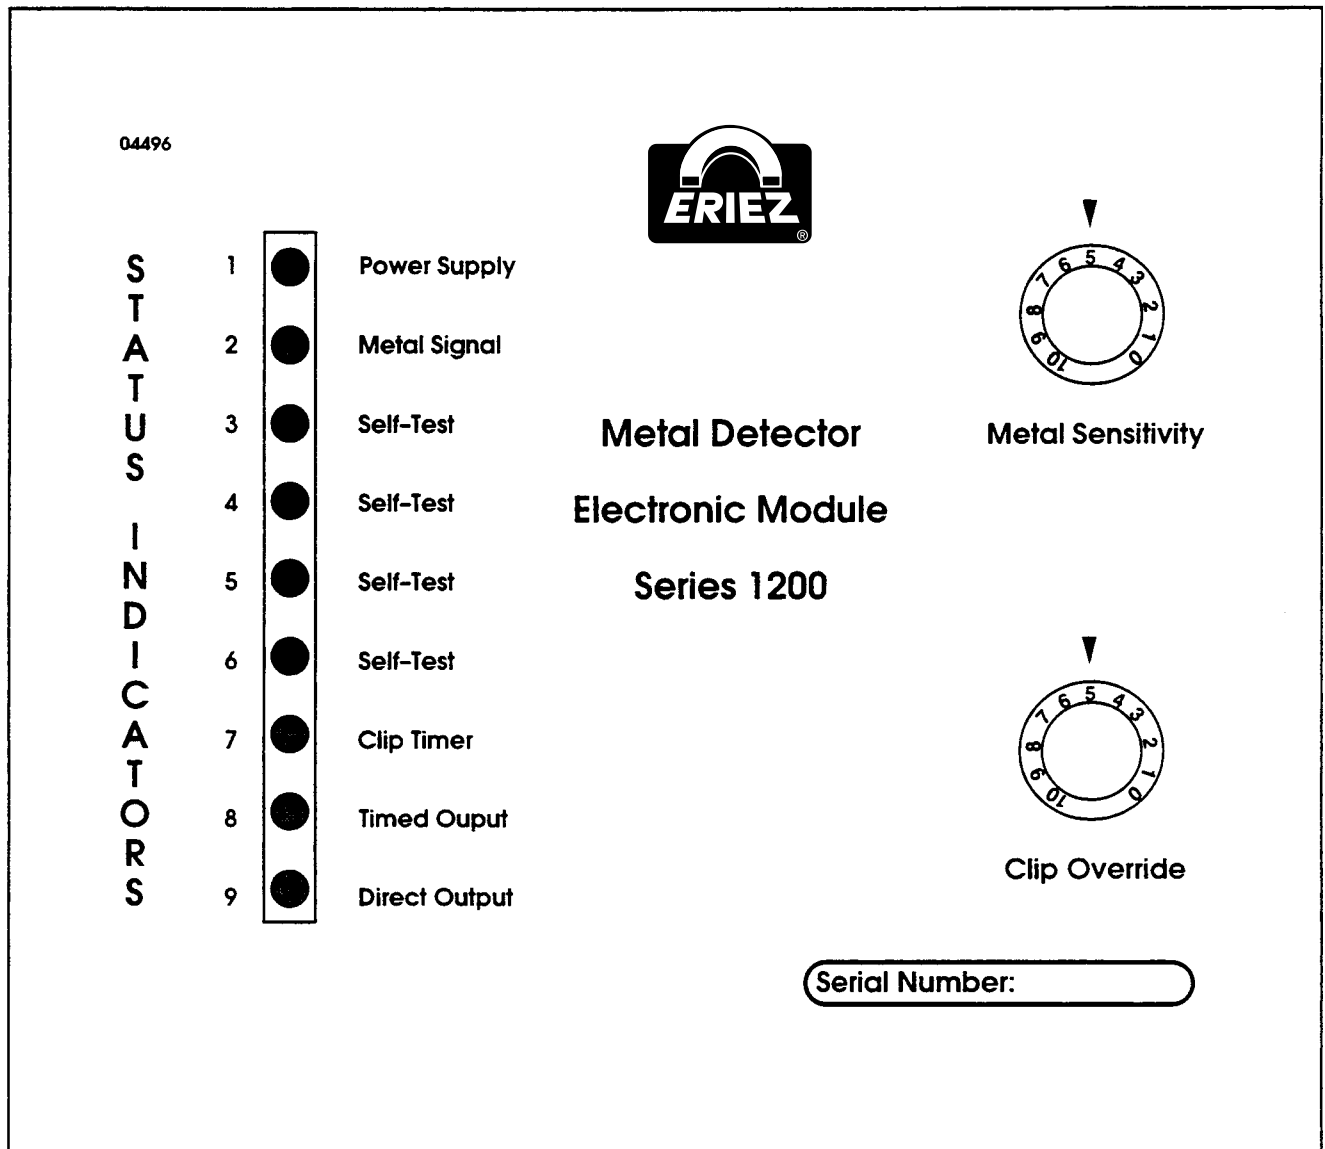 04496
ERIEZ
®
STATUS INDICATORS
1 Power Supply
2 Metal Signal
3 Self-Test
4 Self-Test
5 Self-Test
6 Self-Test
7 Clip Timer
8 Timed Ouput
9 Direct Output
Metal Detector
Electronic Module
Series 1200
0 1 2 3 4 5 6 7 8 9 10
Metal Sensitivity
0 1 2 3 4 5 6 7 8 9 10
Clip Override
Serial Number: